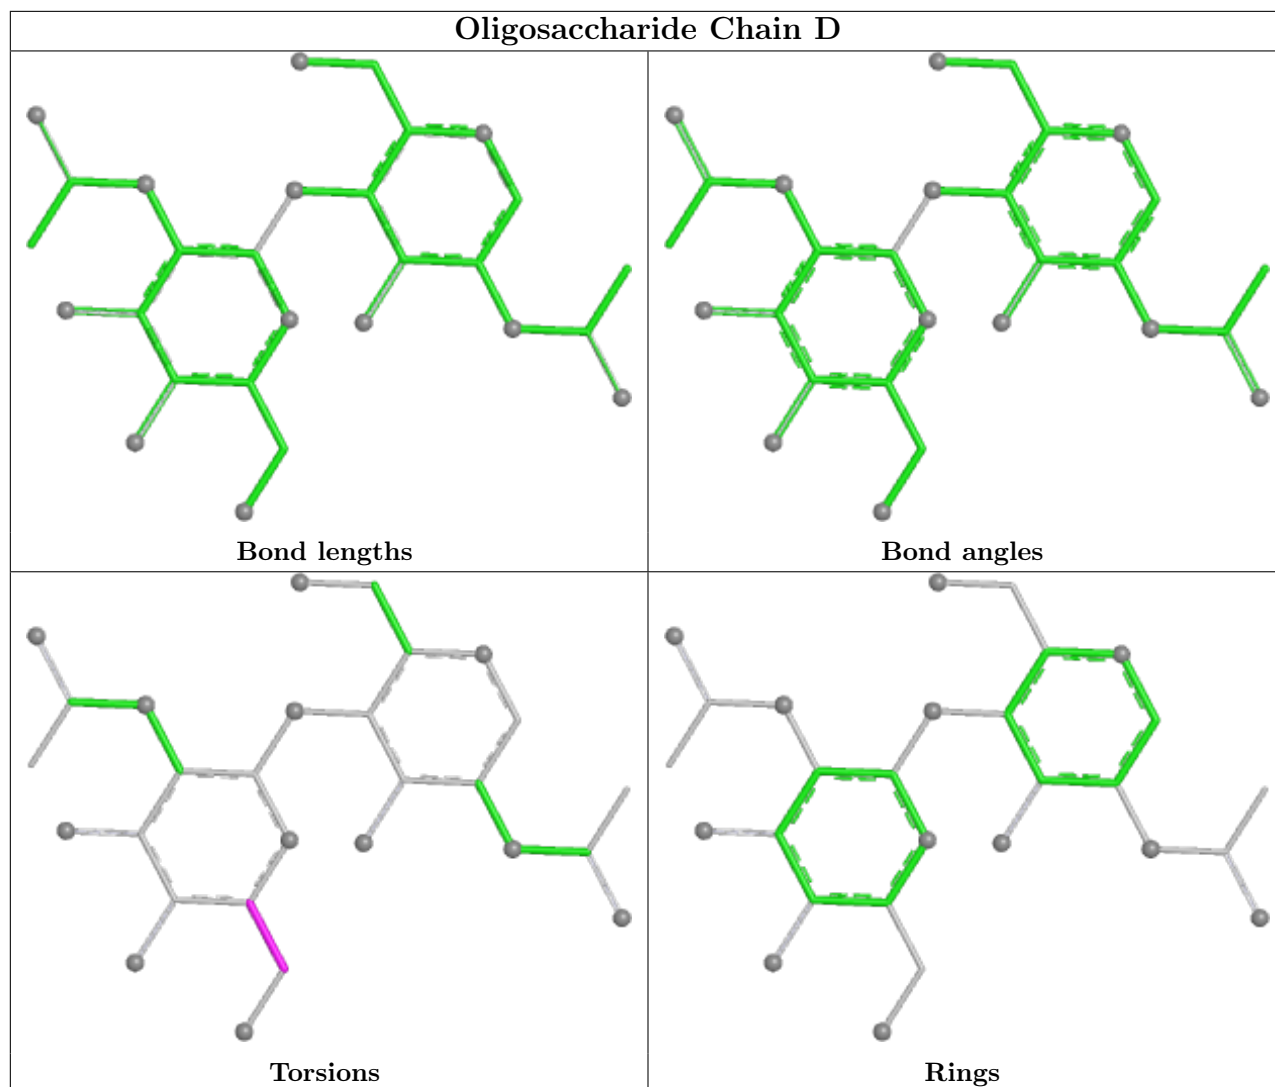 Oligosaccharide Chain D
Bond lengths
Bond angles
Torsions
Rings